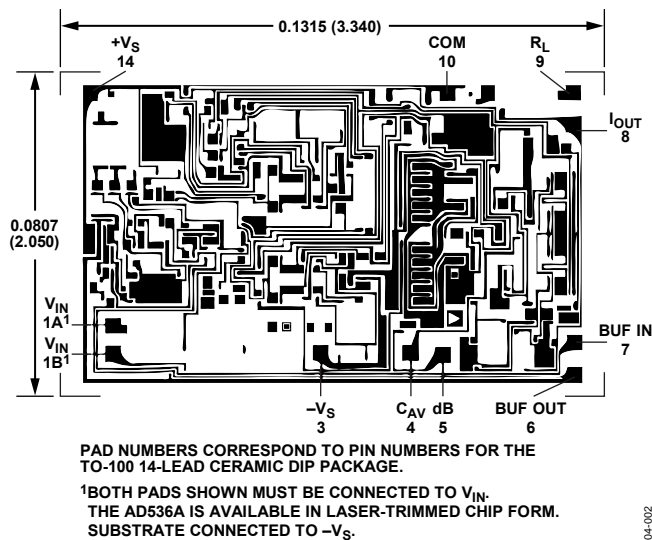 0.1315 (3.340)
+VS
14
COM
10
RL
9
IOUT
8
0.0807
(2.050)
VIN
1A¹
VIN
1B¹
BUF IN
7
–VS
3
CAV
4
dB
5
BUF OUT
6
PAD NUMBERS CORRESPOND TO PIN NUMBERS FOR THE
TO-100 14-LEAD CERAMIC DIP PACKAGE.
¹BOTH PADS SHOWN MUST BE CONNECTED TO VIN.
THE AD536A IS AVAILABLE IN LASER-TRIMMED CHIP FORM.
SUBSTRATE CONNECTED TO –VS.
04-002